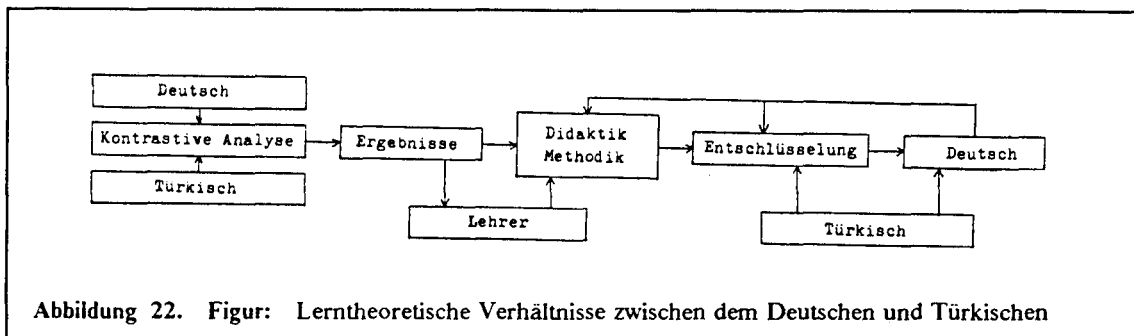 Deutsch
Kontrastive Analyse
Türkisch
Ergebnisse
Lehrer
Didaktik
Methodik
Entschlüsselung
Deutsch
Türkisch
Abbildung 22. Figur: Lerntheoretische Verhältnisse zwischen dem Deutschen und Türkischen